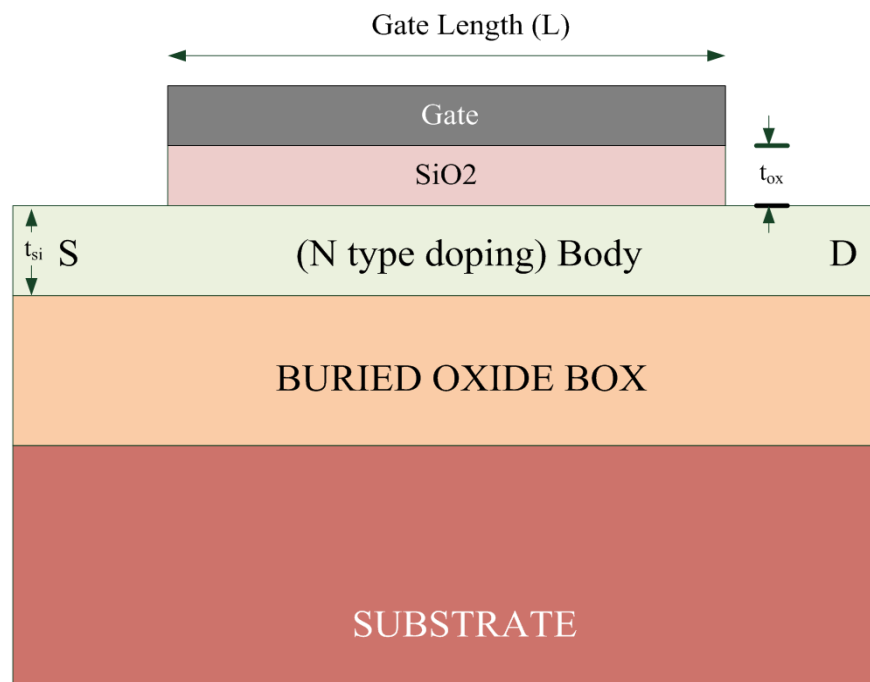 Gate Length (L)
Gate
SiO2
tox
tsi
S
(N type doping) Body
D
BURIED OXIDE BOX
SUBSTRATE